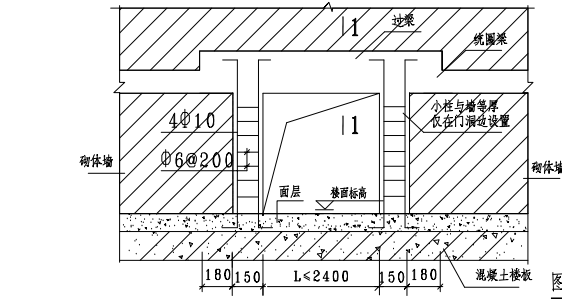 1
过梁
统圈梁
小柱与墙等厚
仅在门洞边设置
4Φ10
1
Φ6@200
砌体墙
砌体墙
面层
楼面标高
混凝土楼板
180 150 L≤2400 150 180
图